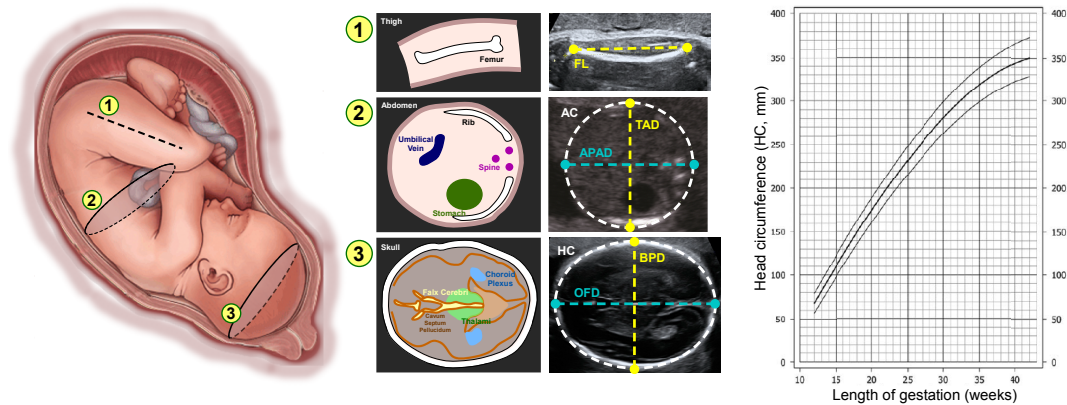 1
2
3
1
Thigh
Femur
FL
2
Abdomen
Rib
Umbilical
Vein
Spine
Stomach
AC
TAD
APAD
3
Skull
Choroid
Plexus
Falx Cerebri
Cavum
Septum
Pellucidum
Thalami
HC
BPD
OFD
Head circumference (HC, mm)
400
350
300
250
200
150
100
50
0
400
350
300
250
200
150
100
50
0
10 15 20 25 30 35 40
Length of gestation (weeks)